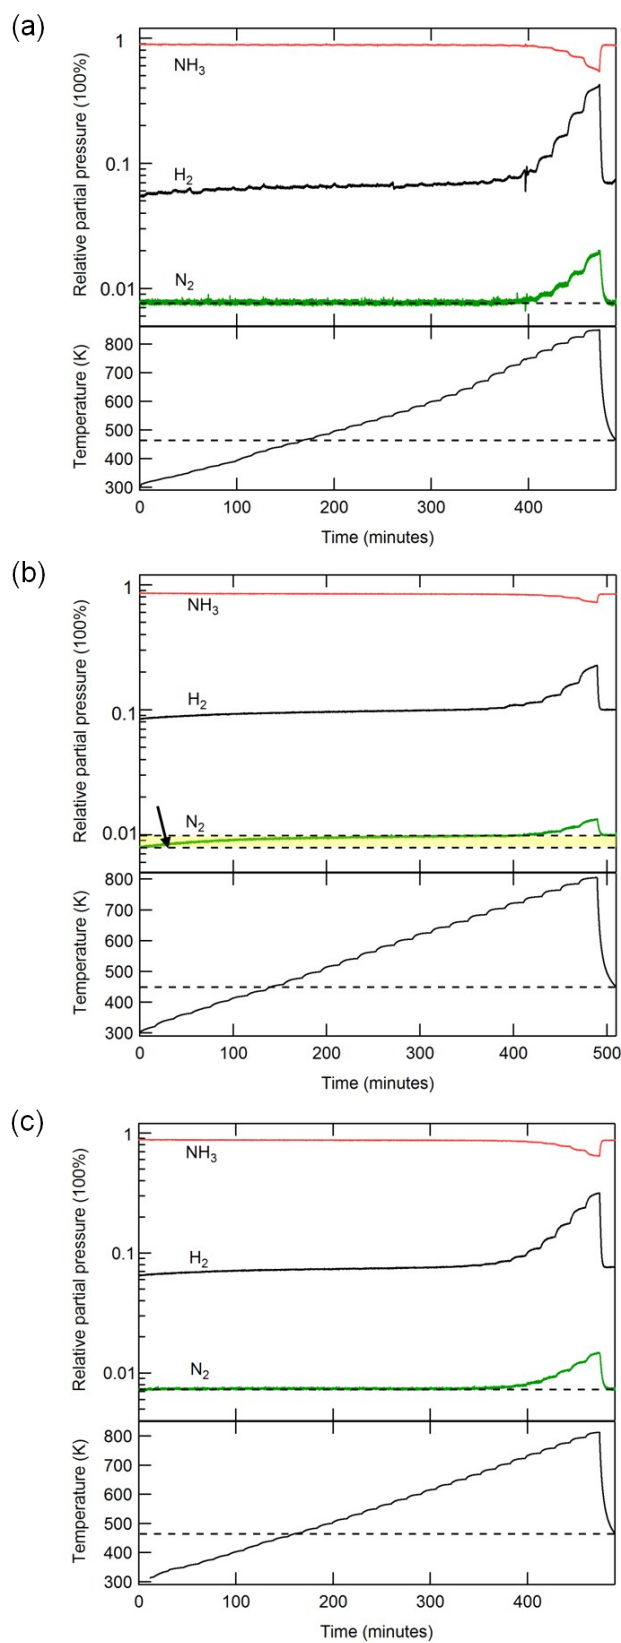 (a)
Relative partial pressure (100%)
1
0.1
0.01
NH3
H2
N2
Temperature (K)
800
700
600
500
400
300
0 100 200 300 400
Time (minutes)
(b)
Relative partial pressure (100%)
1
0.1
0.01
NH3
H2
N2
Temperature (K)
800
700
600
500
400
300
0 100 200 300 400 500
Time (minutes)
(c)
Relative partial pressure (100%)
1
0.1
0.01
NH3
H2
N2
Temperature (K)
800
700
600
500
400
300
0 100 200 300 400
Time (minutes)